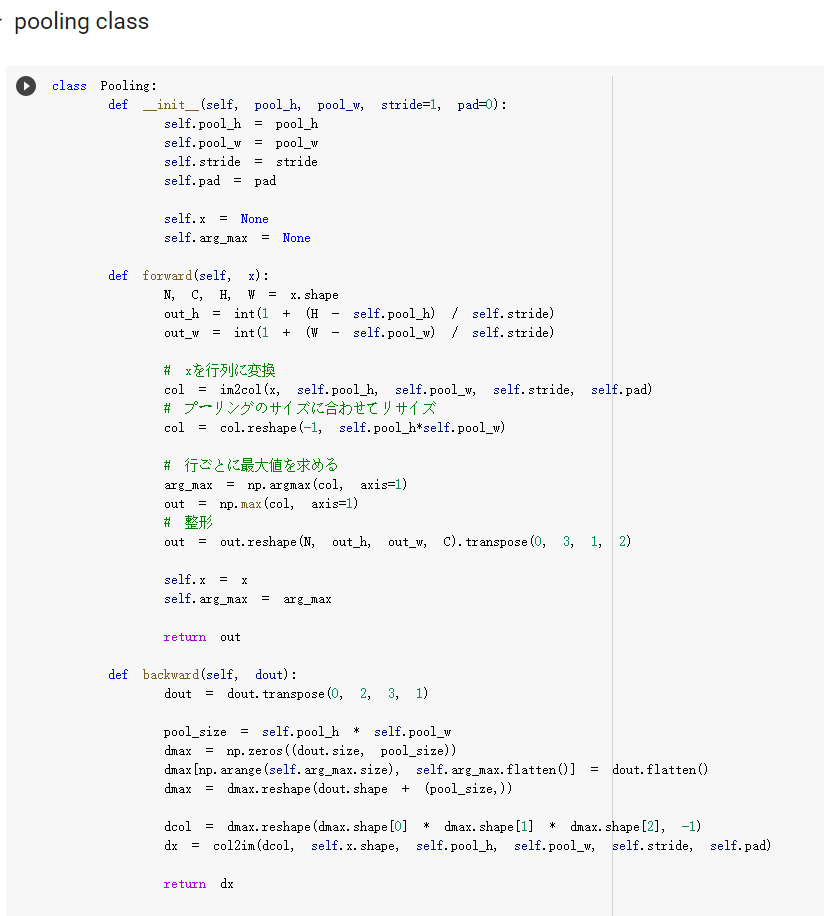 pooling class
class Pooling:
def __init__(self, pool_h, pool_w, stride=1, pad=0):
self.pool_h = pool_h
self.pool_w = pool_w
self.stride = stride
self.pad = pad
self.x = None
self.arg_max = None
def forward(self, x):
N, C, H, W = x.shape
out_h = int(1 + (H - self.pool_h) / self.stride)
out_w = int(1 + (W - self.pool_w) / self.stride)
# xを行列に変換
col = im2col(x, self.pool_h, self.pool_w, self.stride, self.pad)
# プーリングのサイズに合わせてリサイズ
col = col.reshape(-1, self.pool_h*self.pool_w)
# 行ごとに最大値を求める
arg_max = np.argmax(col, axis=1)
out = np.max(col, axis=1)
# 整形
out = out.reshape(N, out_h, out_w, C).transpose(0, 3, 1, 2)
self.x = x
self.arg_max = arg_max
return out
def backward(self, dout):
dout = dout.transpose(0, 2, 3, 1)
pool_size = self.pool_h * self.pool_w
dmax = np.zeros((dout.size, pool_size))
dmax[np.arange(self.arg_max.size), self.arg_max.flatten()] = dout.flatten()
dmax = dmax.reshape(dout.shape + (pool_size,))
dcol = dmax.reshape(dmax.shape[0] * dmax.shape[1] * dmax.shape[2], -1)
dx = col2im(dcol, self.x.shape, self.pool_h, self.pool_w, self.stride, self.pad)
return dx